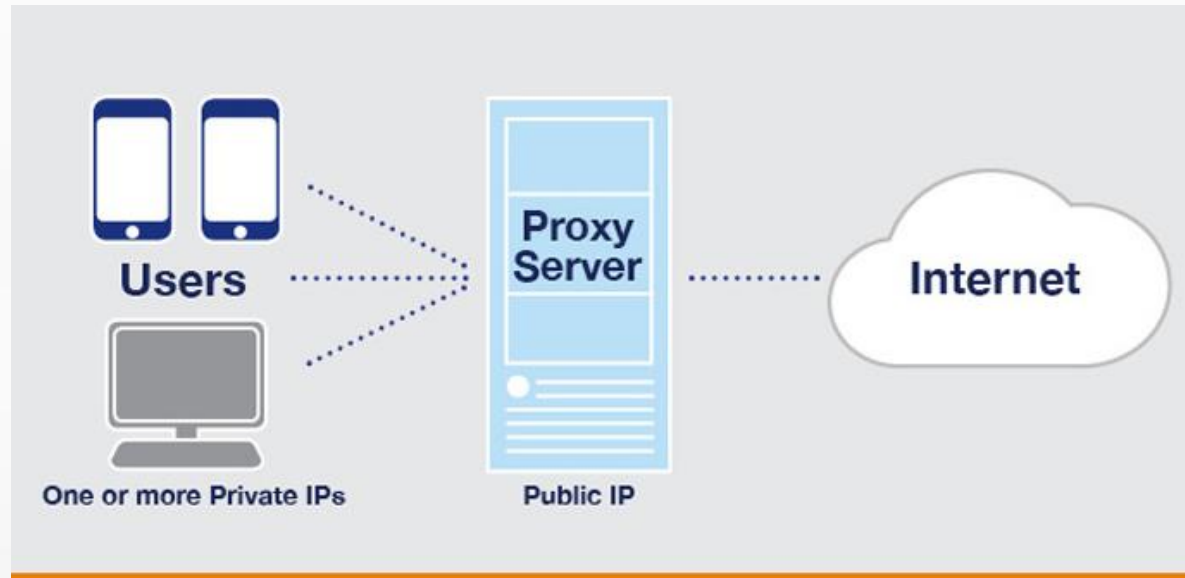 Users
One or more Private IPs
Proxy
Server
Public IP
Internet